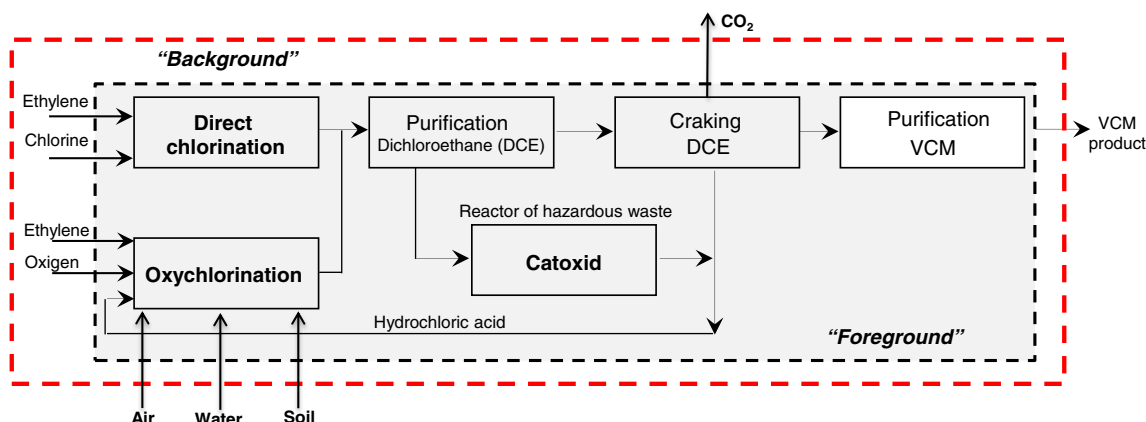 CO2
“Background”
Ethylene
Chlorine
Direct
chlorination
Purification
Dichloroethane (DCE)
Craking
DCE
Purification
VCM
VCM
product
Reactor of hazardous waste
Ethylene
Oxigen
Oxychlorination
Catoxid
Hydrochloric acid
“Foreground”
Air
Water
Soil